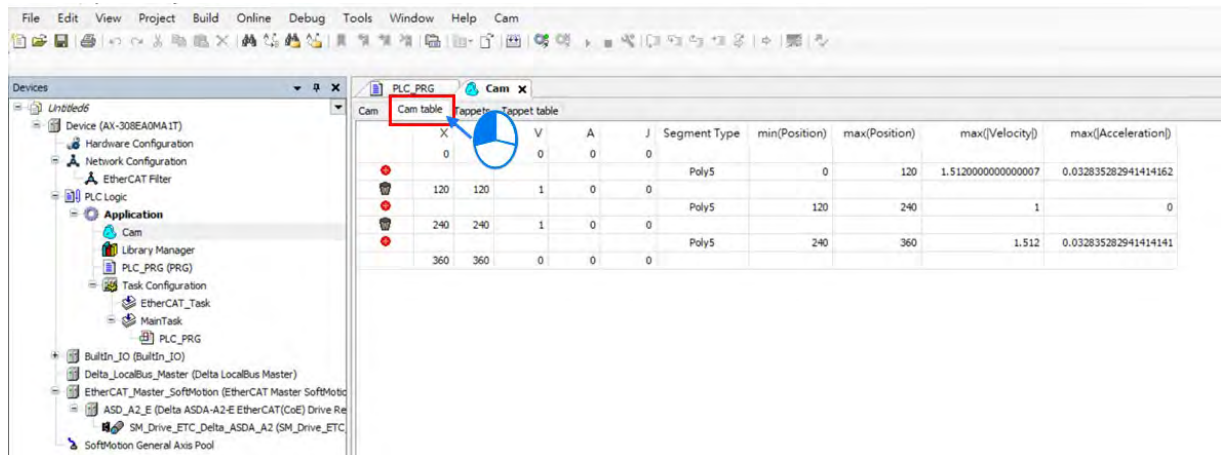 File Edit View Project Build Online Debug Tools Window Help Cam
Devices
PLC_PRG Cam
Untitled6
Cam Cam table Tappets Tappet table
Device (AX-308EA0MA1T)
X V A J Segment Type min(Position) max(Position) max(|Velocity|) max(|Acceleration|)
Hardware Configuration
0 0 0 0
Network Configuration
Poly5 0 120 1.5120000000000007 0.032835282941414162
EtherCAT Filter
120 120 1 0 0
PLC Logic
Poly5 120 240 1 0
Application
240 240 1 0 0
Cam
Poly5 240 360 1.512 0.032835282941414141
Library Manager
360 360 0 0 0
PLC_PRG (PRG)
Task Configuration
EtherCAT_Task
MainTask
PLC_PRG
BuiltIn_IO (BuiltIn_IO)
Delta_LocalBus_Master (Delta LocalBus Master)
EtherCAT_Master_SoftMotion (EtherCAT Master SoftMotio
ASD_A2_E (Delta ASDA-A2-E EtherCAT(CoE) Drive Re
SM_Drive_ETC_Delta_ASDA_A2 (SM_Drive_ETC_
SoftMotion General Axis Pool